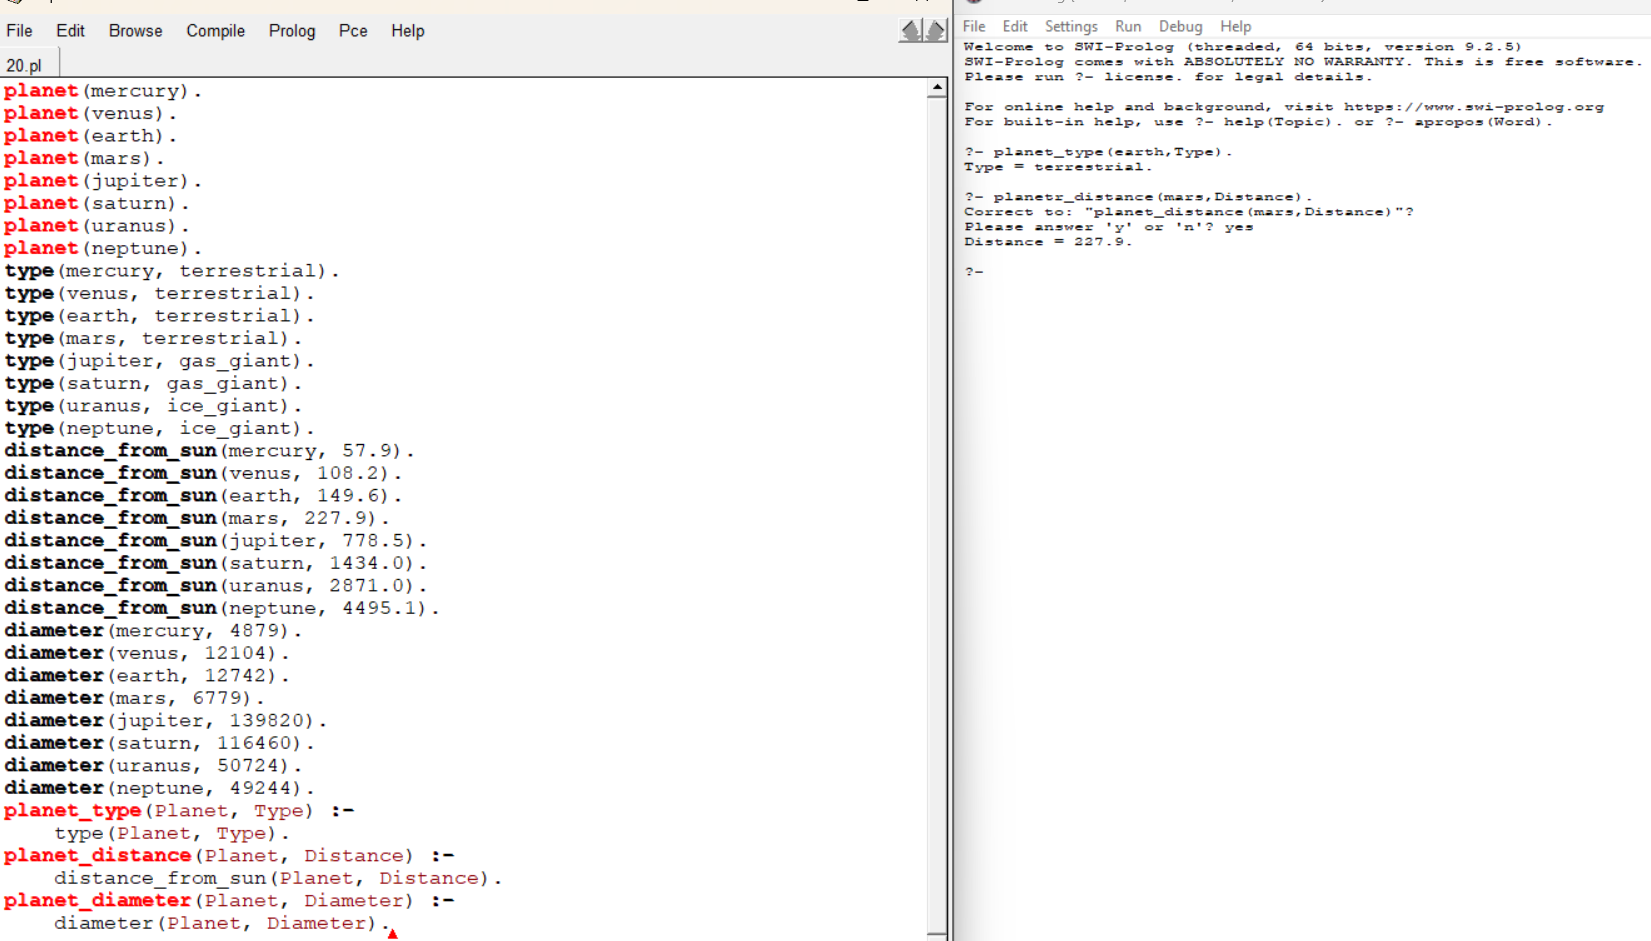 File Edit Browse Compile Prolog Pce Help
20.pl
planet(mercury).
planet(venus).
planet(earth).
planet(mars).
planet(jupiter).
planet(saturn).
planet(uranus).
planet(neptune).
type(mercury, terrestrial).
type(venus, terrestrial).
type(earth, terrestrial).
type(mars, terrestrial).
type(jupiter, gas_giant).
type(saturn, gas_giant).
type(uranus, ice_giant).
type(neptune, ice_giant).
distance_from_sun(mercury, 57.9).
distance_from_sun(venus, 108.2).
distance_from_sun(earth, 149.6).
distance_from_sun(mars, 227.9).
distance_from_sun(jupiter, 778.5).
distance_from_sun(saturn, 1434.0).
distance_from_sun(uranus, 2871.0).
distance_from_sun(neptune, 4495.1).
diameter(mercury, 4879).
diameter(venus, 12104).
diameter(earth, 12742).
diameter(mars, 6779).
diameter(jupiter, 139820).
diameter(saturn, 116460).
diameter(uranus, 50724).
diameter(neptune, 49244).
planet_type(Planet, Type) :-
    type(Planet, Type).
planet_distance(Planet, Distance) :-
    distance_from_sun(Planet, Distance).
planet_diameter(Planet, Diameter) :-
    diameter(Planet, Diameter).
File Edit Settings Run Debug Help
Welcome to SWI-Prolog (threaded, 64 bits, version 9.2.5)
SWI-Prolog comes with ABSOLUTELY NO WARRANTY. This is free software.
Please run ?- license. for legal details.
For online help and background, visit https://www.swi-prolog.org
For built-in help, use ?- help(Topic). or ?- apropos(Word).
?- planet_type(earth,Type).
Type = terrestrial.
?- planetr_distance(mars,Distance).
Correct to: "planet_distance(mars,Distance)"?
Please answer 'y' or 'n'? yes
Distance = 227.9.
?-